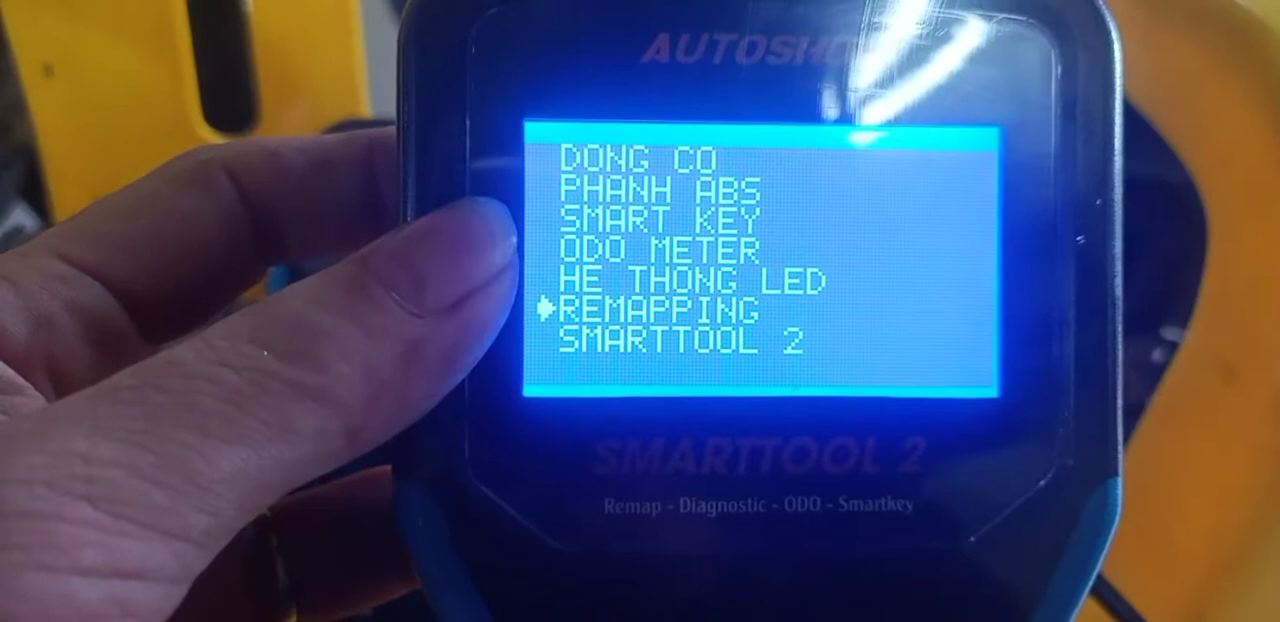 DONG CO
PHANH ABS
SMART KEY
ODO METER
HE THONG LED
REMAPPING
SMARTTOOL 2
SMARTTOOL 2
Remap - Diagnostic - ODO - Smartkey